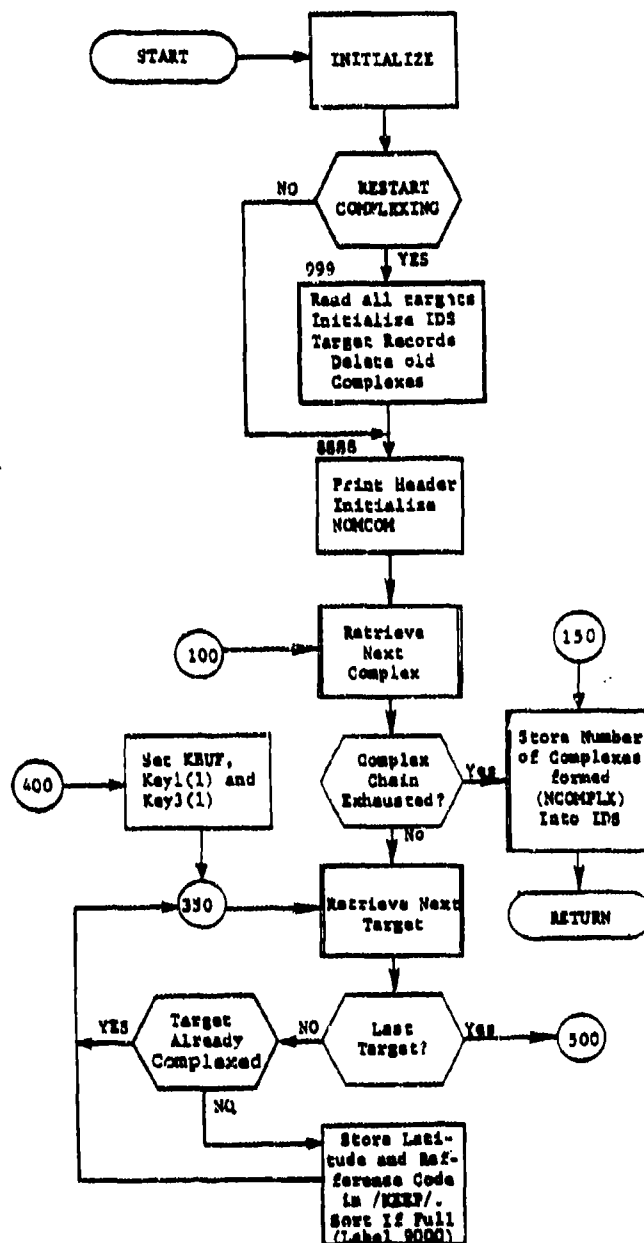 START
INITIALIZE
RESTART
COMPLEXING
NO
YES
999
Read all targets
Initialize IDS
Target Records
Delete old
Complexes
8888
Print Header
Initialize
NOMCOM
100
Retrieve
Next
Complex
150
Store Number
of Complexes
formed
(NCOMPLX)
Into IDS
Complex
Chain
Exhausted?
Yes
No
RETURN
400
Set KBUF,
Key1(1) and
Key3(1)
350
Retrieve Next
Target
Last
Target?
Yes
500
NO
Target
Already
Complexed
YES
NO
Store Lati-
tude and Ref-
ference Code
in /KEEP/.
Sort If Full
(Label 9000)